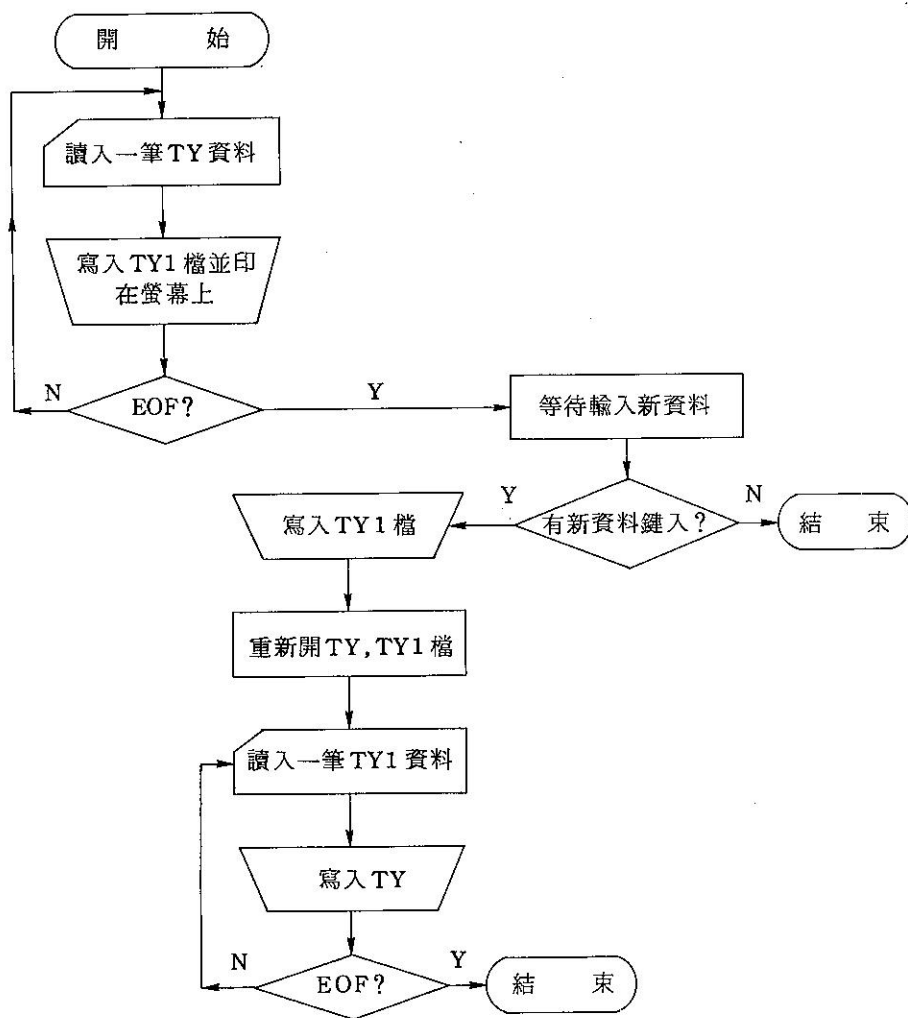 開 始
讀入一筆TY資料
寫入TY1檔並印
在螢幕上
N
EOF?
Y
等待輸入新資料
有新資料鍵入?
Y
N
結 束
寫入TY1檔
重新開TY,TY1檔
讀入一筆TY1資料
寫入TY
N
EOF?
Y
結 束